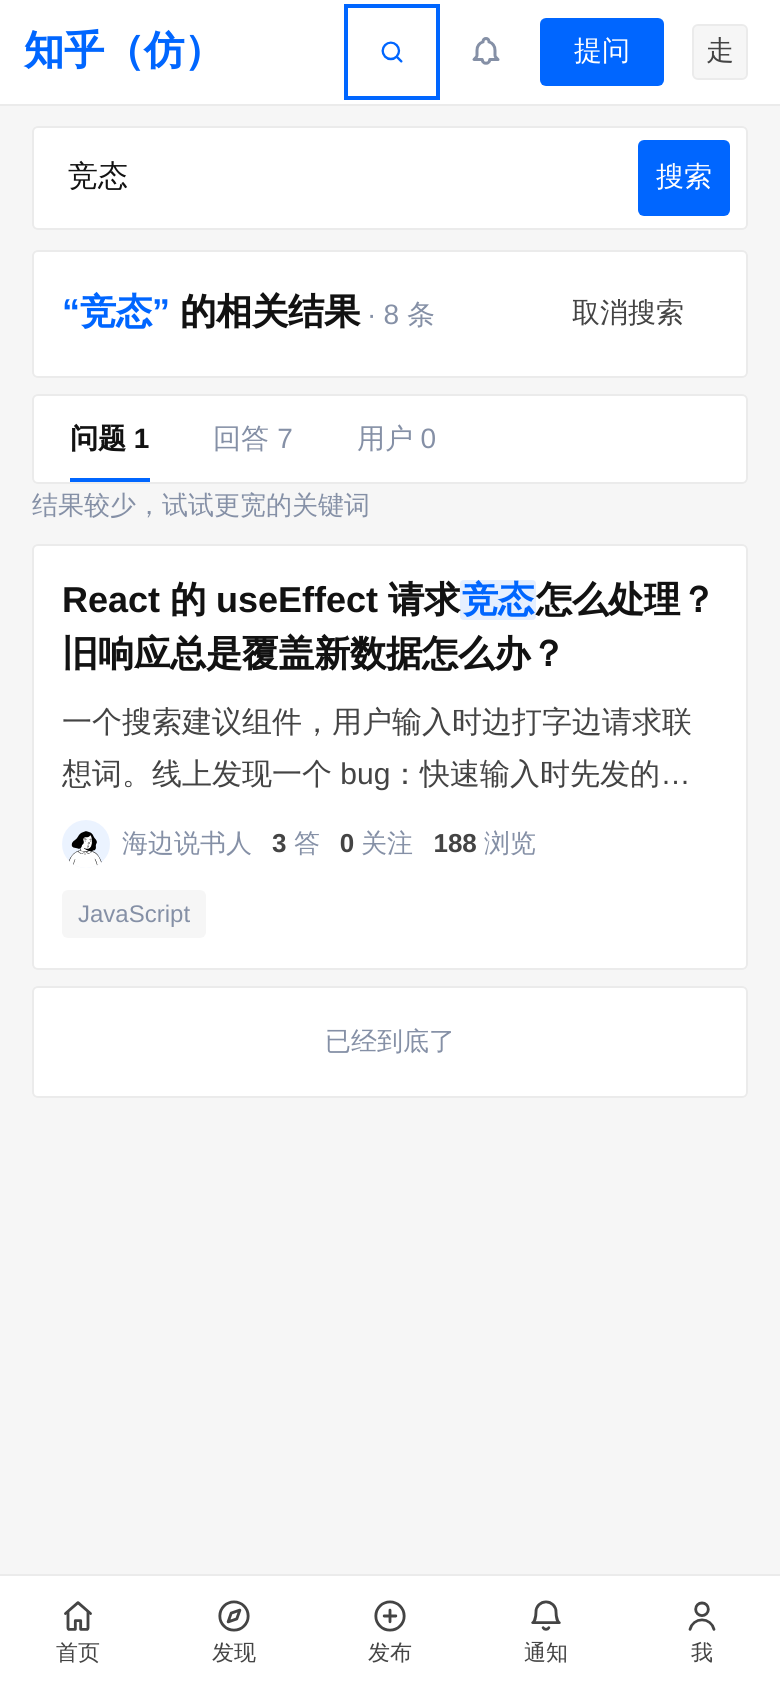 知乎（仿）
提问
走
竞态
搜索
“竞态” 的相关结果 · 8 条
取消搜索
问题 1
回答 7
用户 0
结果较少，试试更宽的关键词
React 的 useEffect 请求竞态怎么处理？
旧响应总是覆盖新数据怎么办？
一个搜索建议组件，用户输入时边打字边请求联
想词。线上发现一个 bug：快速输入时先发的…
海边说书人 3 答 0 关注 188 浏览
JavaScript
已经到底了
首页
发现
发布
通知
我